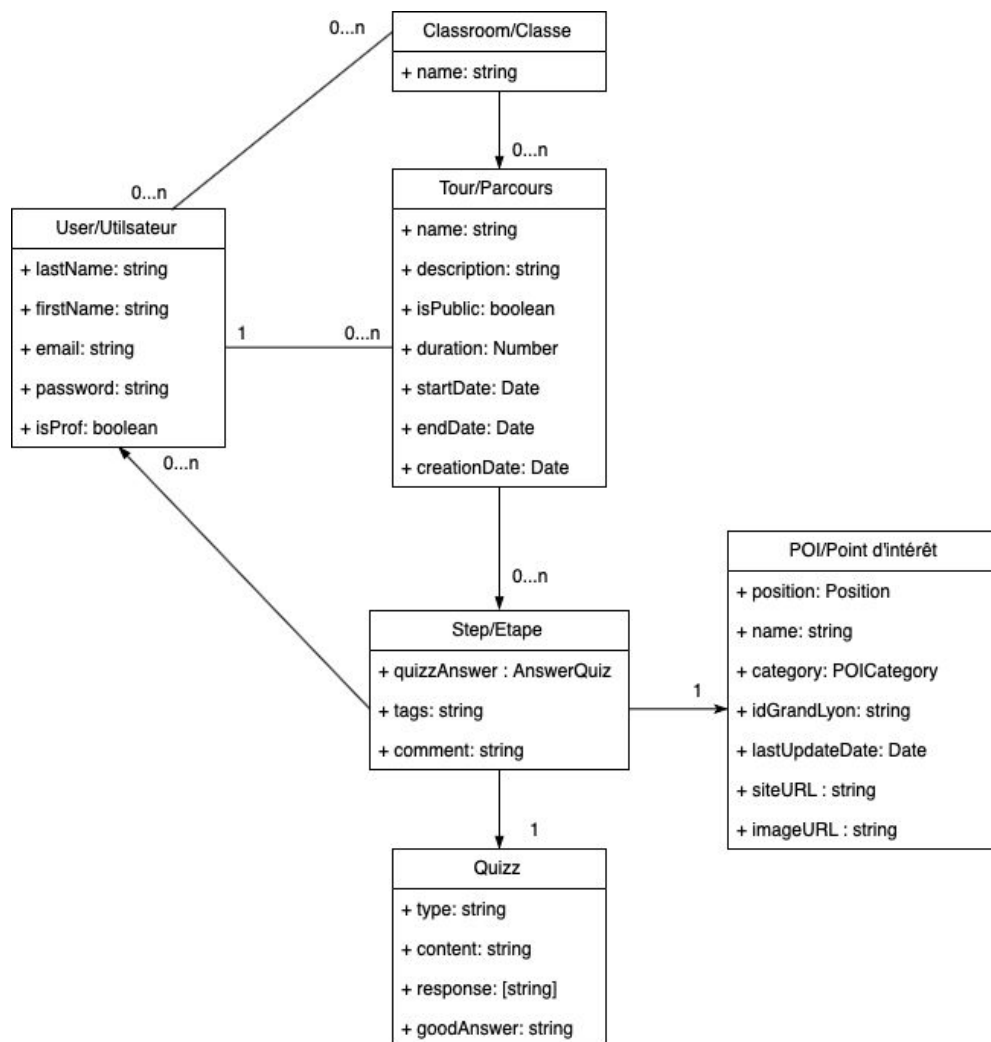 0...n
Classroom/Classe
+ name: string
0...n
0...n
Tour/Parcours
+ name: string
+ description: string
+ isPublic: boolean
+ duration: Number
+ startDate: Date
+ endDate: Date
+ creationDate: Date
User/Utilsateur
+ lastName: string
+ firstName: string
+ email: string
+ password: string
+ isProf: boolean
1
0...n
0...n
0...n
Step/Etape
+ quizzAnswer : AnswerQuiz
+ tags: string
+ comment: string
1
POI/Point d'intérêt
+ position: Position
+ name: string
+ category: POICategory
+ idGrandLyon: string
+ lastUpdateDate: Date
+ siteURL : string
+ imageURL : string
1
Quizz
+ type: string
+ content: string
+ response: [string]
+ goodAnswer: string